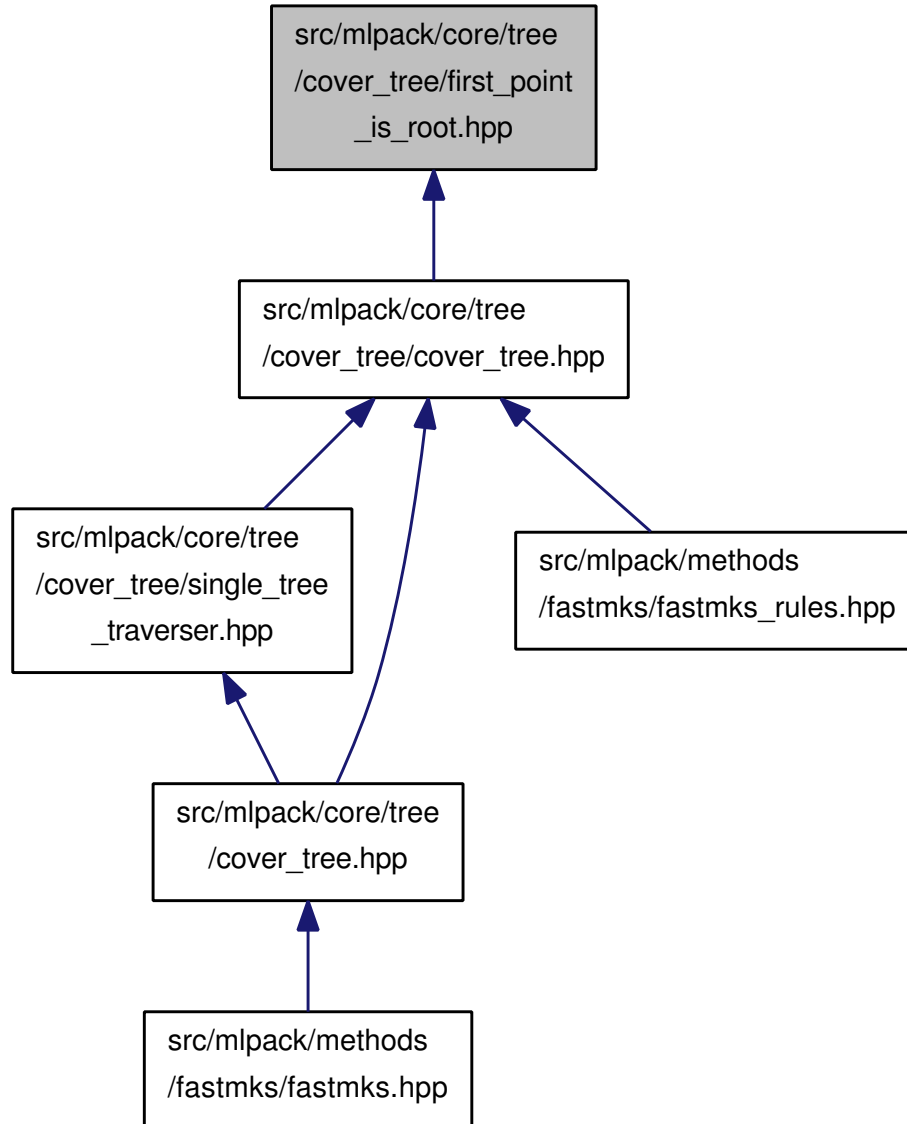 src/mlpack/core/tree
/cover_tree/first_point
_is_root.hpp
src/mlpack/core/tree
/cover_tree/cover_tree.hpp
src/mlpack/core/tree
/cover_tree/single_tree
_traverser.hpp
src/mlpack/methods
/fastmks/fastmks_rules.hpp
src/mlpack/core/tree
/cover_tree.hpp
src/mlpack/methods
/fastmks/fastmks.hpp